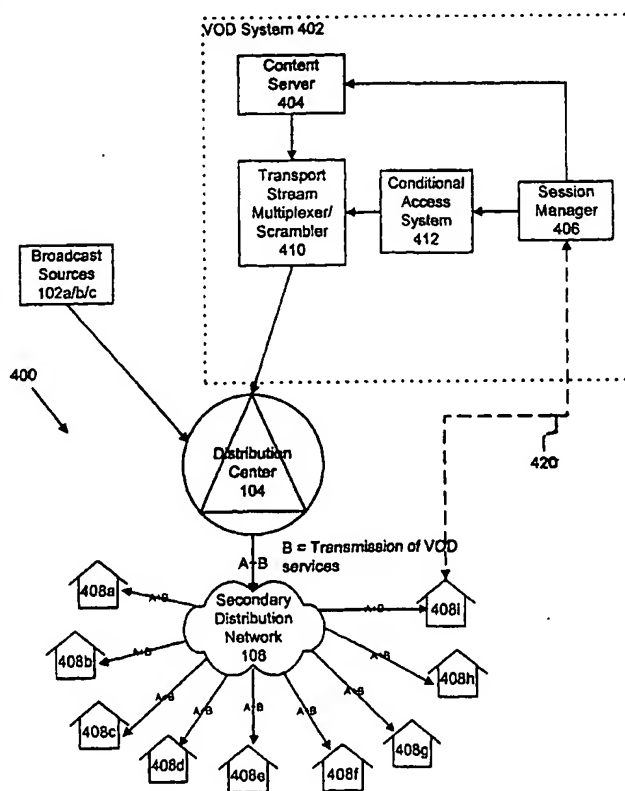 VOD System 402
Content
Server
404
Transport
Stream
Multiplexer/
Scrambler
410
Conditional
Access
System
412
Session
Manager
406
Broadcast
Sources
102a/b/c
400
Distribution
Center
104
420
B = Transmission of VOD
services
A+B
Secondary
Distribution
Network
108
408a
A+B
408b
A+B
408c
A+B
408d
A+B
408e
A+B
408f
A+B
408g
A+B
408h
A+B
408i
A+B